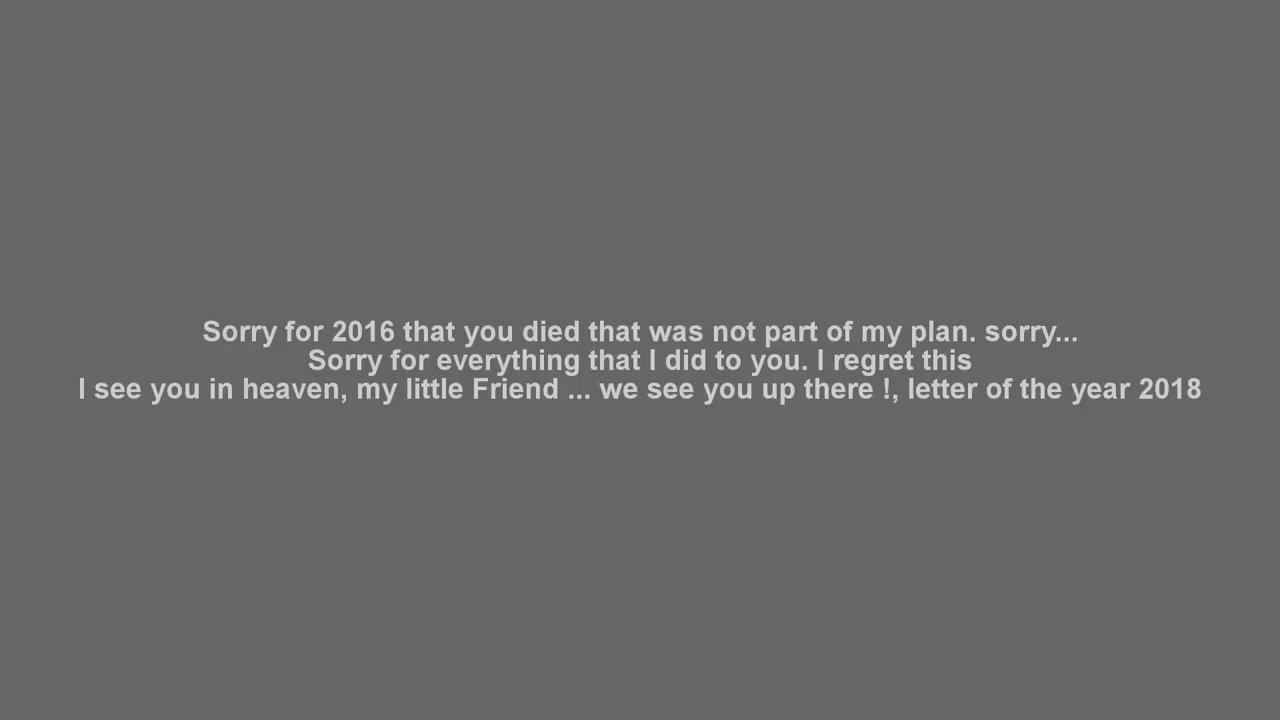 Sorry for 2016 that you died that was not part of my plan. sorry...
Sorry for everything that I did to you. I regret this
I see you in heaven, my little Friend ... we see you up there !, letter of the year 2018